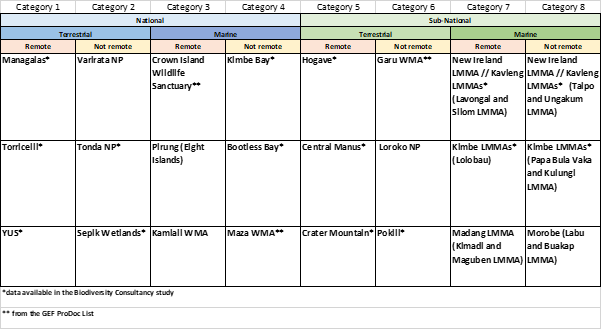 Category 1 Category 2 Category 3 Category 4 Category 5 Category 6 Category 7 Category 8
National Sub-National
Terrestrial Marine Terrestrial Marine
Remote Not remote Remote Not remote Remote Not remote Remote Not remote
Managalas* Varirata NP Crown Island Kimbe Bay* Hogave* Garu WMA** New Ireland New Ireland
Wildlife LMMA // Kavieng LMMA // Kavieng
Sanctuary** LMMAs* LMMAs* (Taipo
(Lavongai and and Ungakum
Silom LMMA) LMMA)
Torricelli* Tonda NP* Pirung (Eight Bootless Bay* Central Manus* Loroko NP Kimbe LMMAs* Kimbe LMMAs*
Islands) (Lolobau) (Papa Bula Vaka
and Kulungi
LMMA)
YUS* Sepik Wetlands* Kamiali WMA Maza WMA** Crater Mountain* Pokili* Madang LMMA Morobe (Labu
(Kimadi and and Buakap
Maguben LMMA) LMMA)
*data available in the Biodiversity Consultancy study
** from the GEF ProDoc List